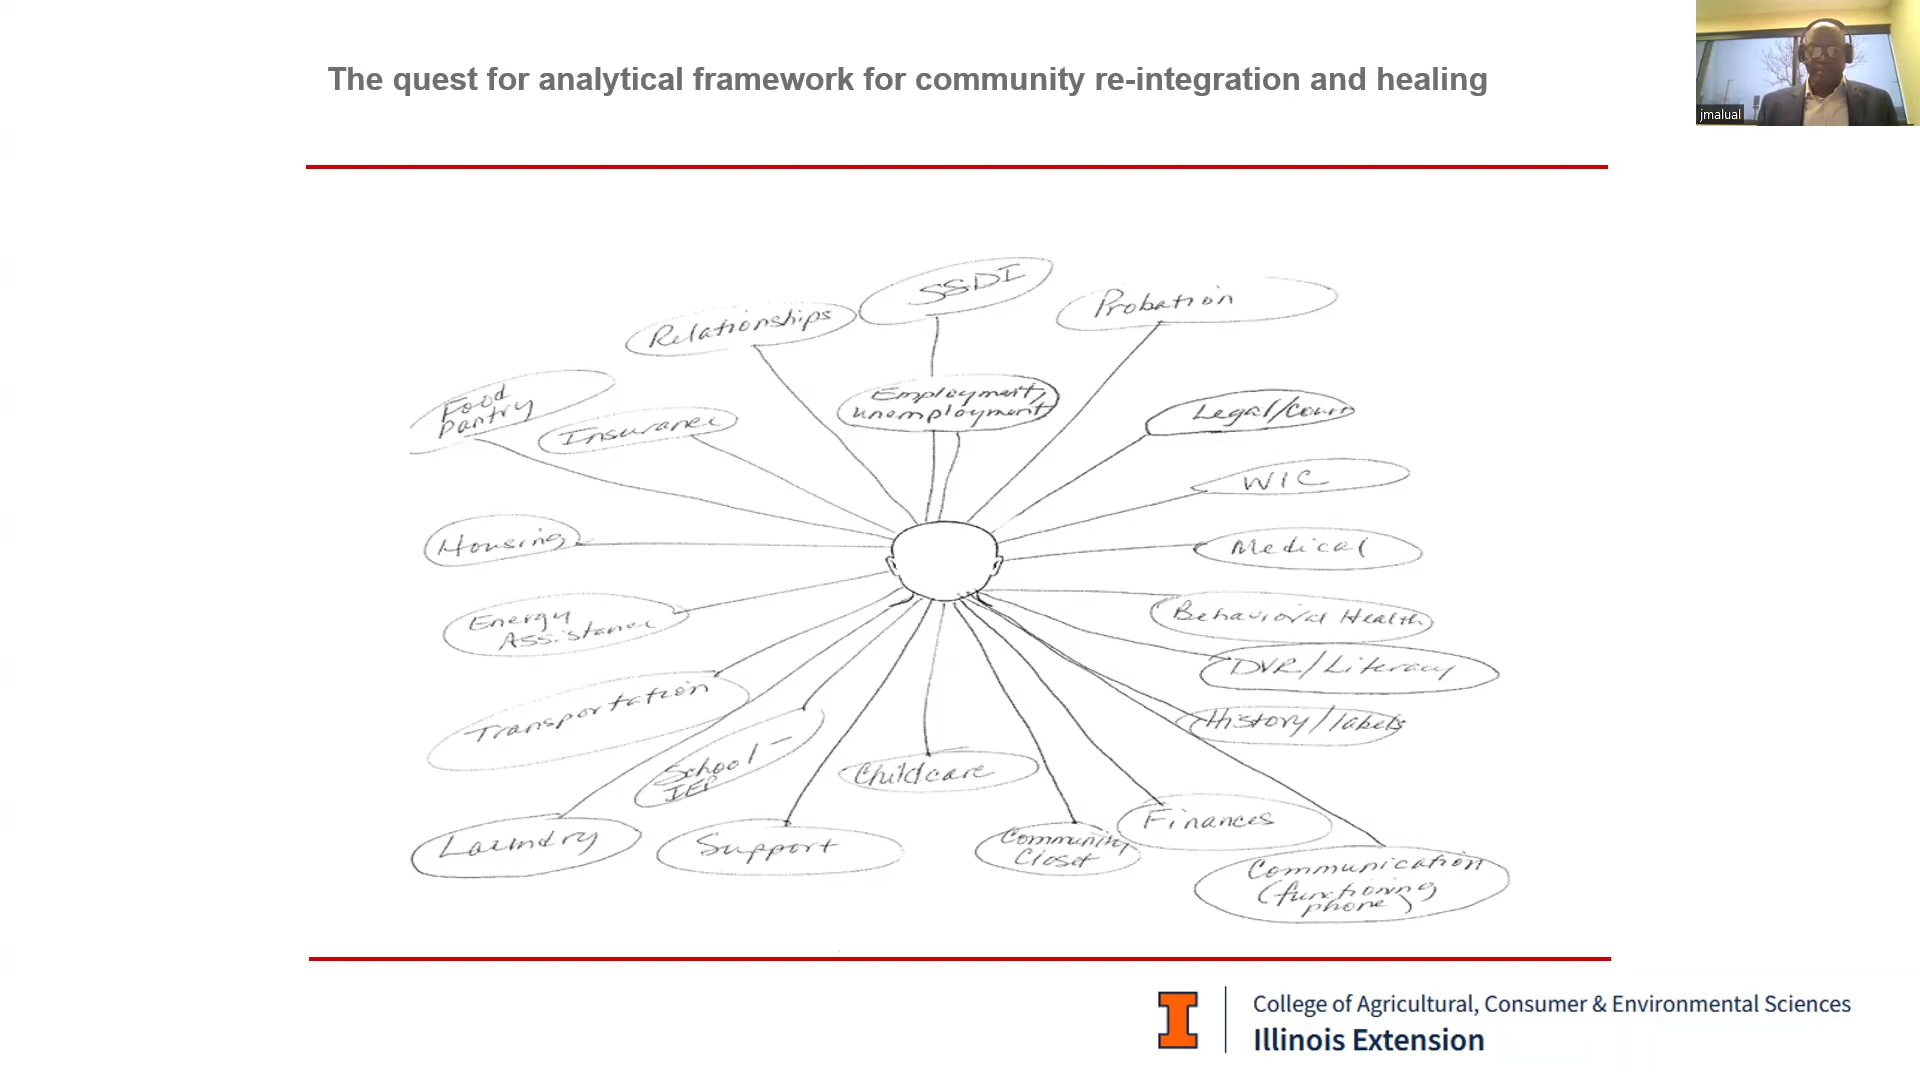 The quest for analytical framework for community re-integration and healing
jmalual
SSDI
Probation
Relationships
Food
pantry
Insurance
Employment,
unemployment
Legal/court
WIC
Housing
Medical
Energy
Assistance
Behavioral Health
DVR/Literacy
Transportation
History/labels
School -
IEP
Childcare
Laundry
Support
Community
Closet
Finances
Communication
(functioning
phone)
College of Agricultural, Consumer & Environmental Sciences
Illinois Extension